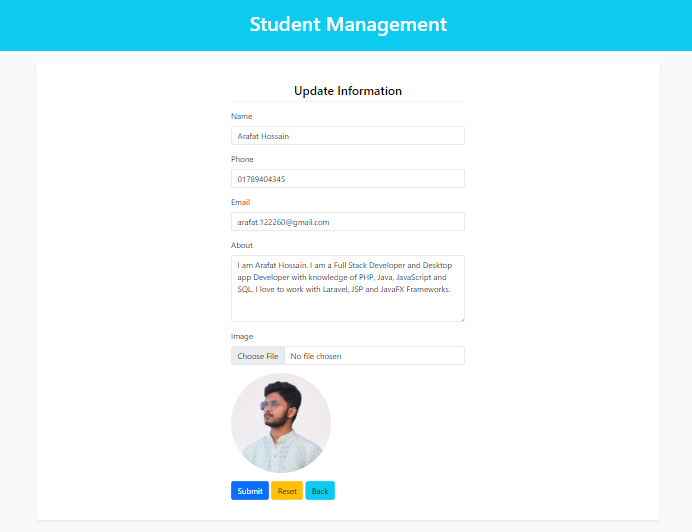 Student Management
Update Information
Name
Arafat Hossain
Phone
01789404345
Email
arafat.122260@gmail.com
About
I am Arafat Hossain. I am a Full Stack Developer and Desktop
app Developer with knowledge of PHP, Java, JavaScript and
SQL. I love to work with Laravel, JSP and JavaFX Frameworks.
Image
Choose File No file chosen
Submit Reset Back